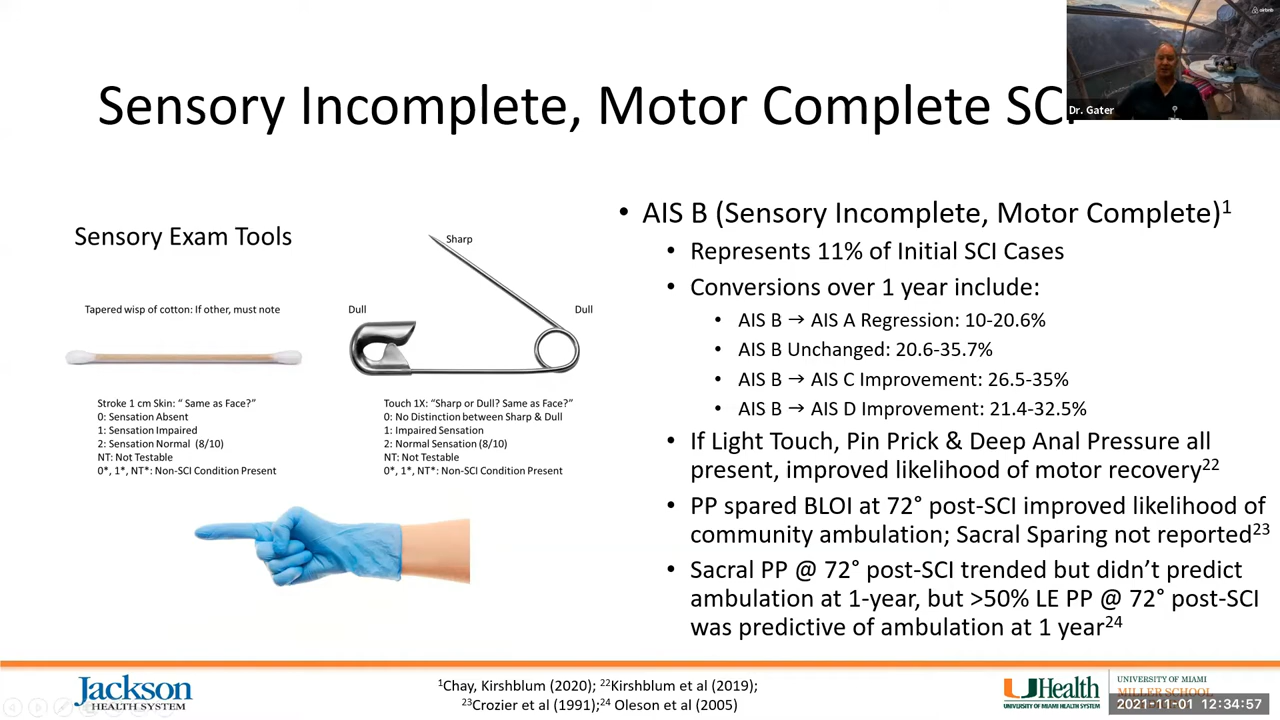 airbnb
Dr. Gater
Sensory Incomplete, Motor Complete SCI
Sensory Exam Tools
Sharp
Tapered wisp of cotton: If other, must note
Dull
Dull
Stroke 1 cm Skin: “ Same as Face?”
0: Sensation Absent
1: Sensation Impaired
2: Sensation Normal (8/10)
NT: Not Testable
0*, 1*, NT*: Non-SCI Condition Present
Touch 1X: “Sharp or Dull? Same as Face?”
0: No Distinction between Sharp & Dull
1: Impaired Sensation
2: Normal Sensation (8/10)
NT: Not Testable
0*, 1*, NT*: Non-SCI Condition Present
• AIS B (Sensory Incomplete, Motor Complete)¹
• Represents 11% of Initial SCI Cases
• Conversions over 1 year include:
• AIS B → AIS A Regression: 10-20.6%
• AIS B Unchanged: 20.6-35.7%
• AIS B → AIS C Improvement: 26.5-35%
• AIS B → AIS D Improvement: 21.4-32.5%
• If Light Touch, Pin Prick & Deep Anal Pressure all
present, improved likelihood of motor recovery²²
• PP spared BLOI at 72° post-SCI improved likelihood of
community ambulation; Sacral Sparing not reported²³
• Sacral PP @ 72° post-SCI trended but didn’t predict
ambulation at 1-year, but >50% LE PP @ 72° post-SCI
was predictive of ambulation at 1 year²⁴
Jackson
HEALTH SYSTEM
¹Chay, Kirshblum (2020); ²²Kirshblum et al (2019);
²³Crozier et al (1991);²⁴ Oleson et al (2005)
UHealth
UNIVERSITY OF MIAMI HEALTH SYSTEM
UNIVERSITY OF MIAMI
MILLER SCHOOL
2021-11-01 12:34:57